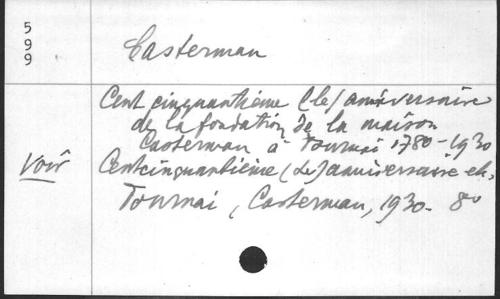 599
Casterman
Cent cinquantième (le) anniversaire
de la fondation de la maison
Casterman à Tournai 1780-1930
Voir Centcinquantième (Le) anniversaire etc.
Tournai, Casterman, 1930. 8°